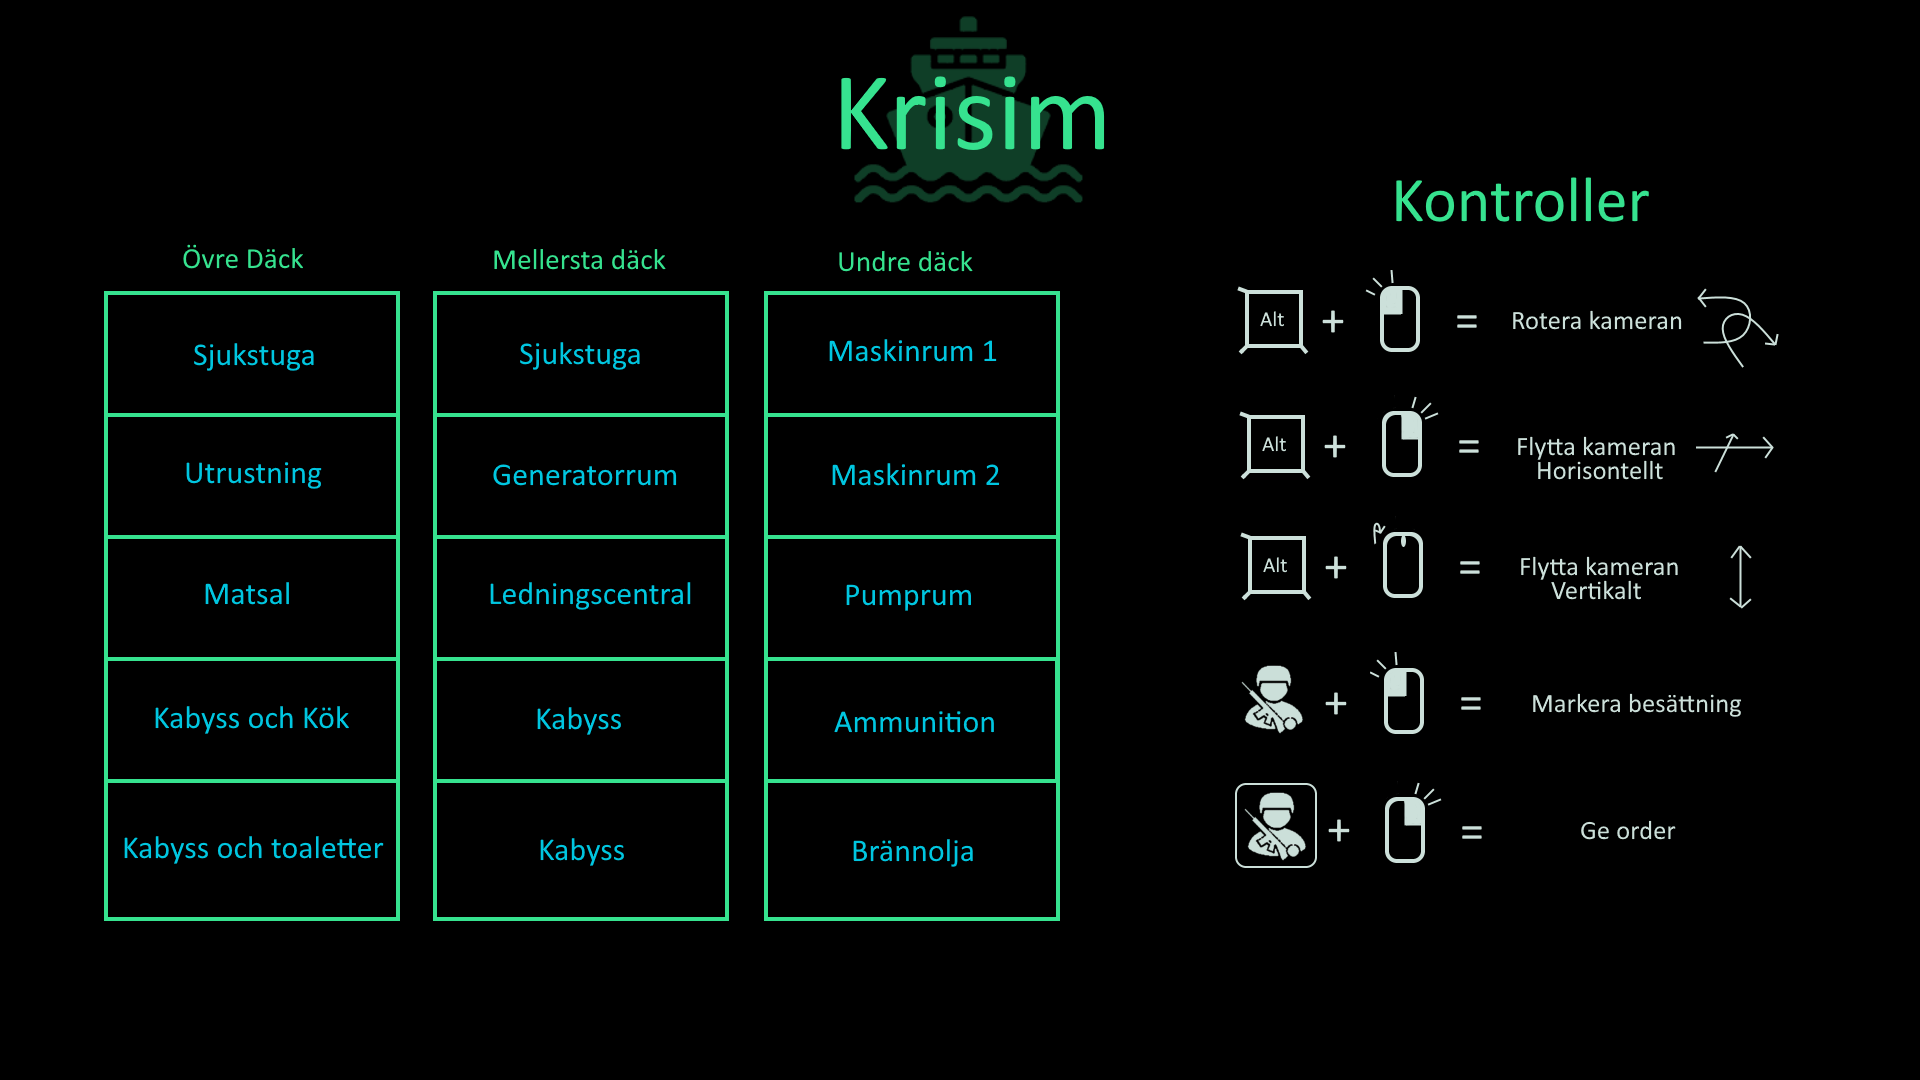 Krisim
Övre Däck
Sjukstuga
Utrustning
Matsal
Kabyss och Kök
Kabyss och toaletter
Mellersta däck
Sjukstuga
Generatorrum
Ledningscentral
Kabyss
Kabyss
Undre däck
Maskinrum 1
Maskinrum 2
Pumprum
Ammunition
Brännolja
Kontroller
Alt + = Rotera kameran
Alt + = Flytta kameran
Horisontellt
Alt + = Flytta kameran
Vertikalt
+ = Markera besättning
+ = Ge order